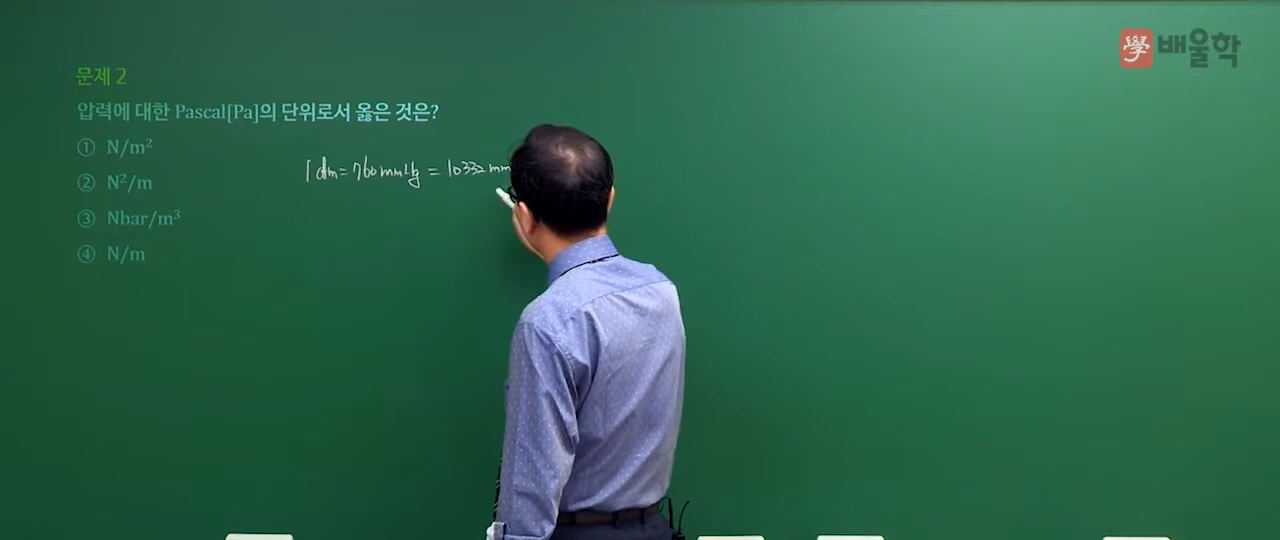 學 배울학
문제 2
압력에 대한 Pascal[Pa]의 단위로서 옳은 것은?
① N/m²
② N²/m
③ Nbar/m³
④ N/m
1 atm = 760 mmHg = 10332 mm